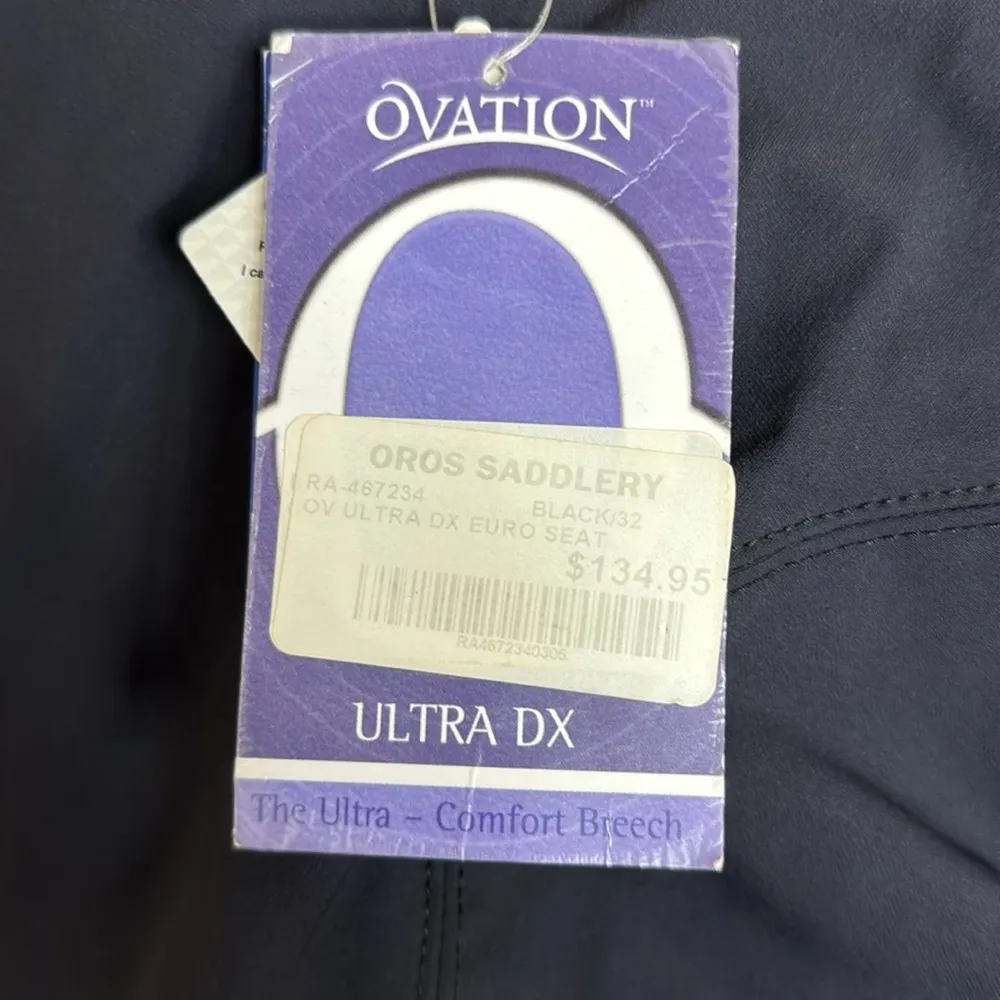 OVATION™
F
I ca
OROS SADDLERY
RA-467234
BLACK/32
OV ULTRA DX EURO SEAT
$134.95
RA4672340305
ULTRA DX
The Ultra – Comfort Breech